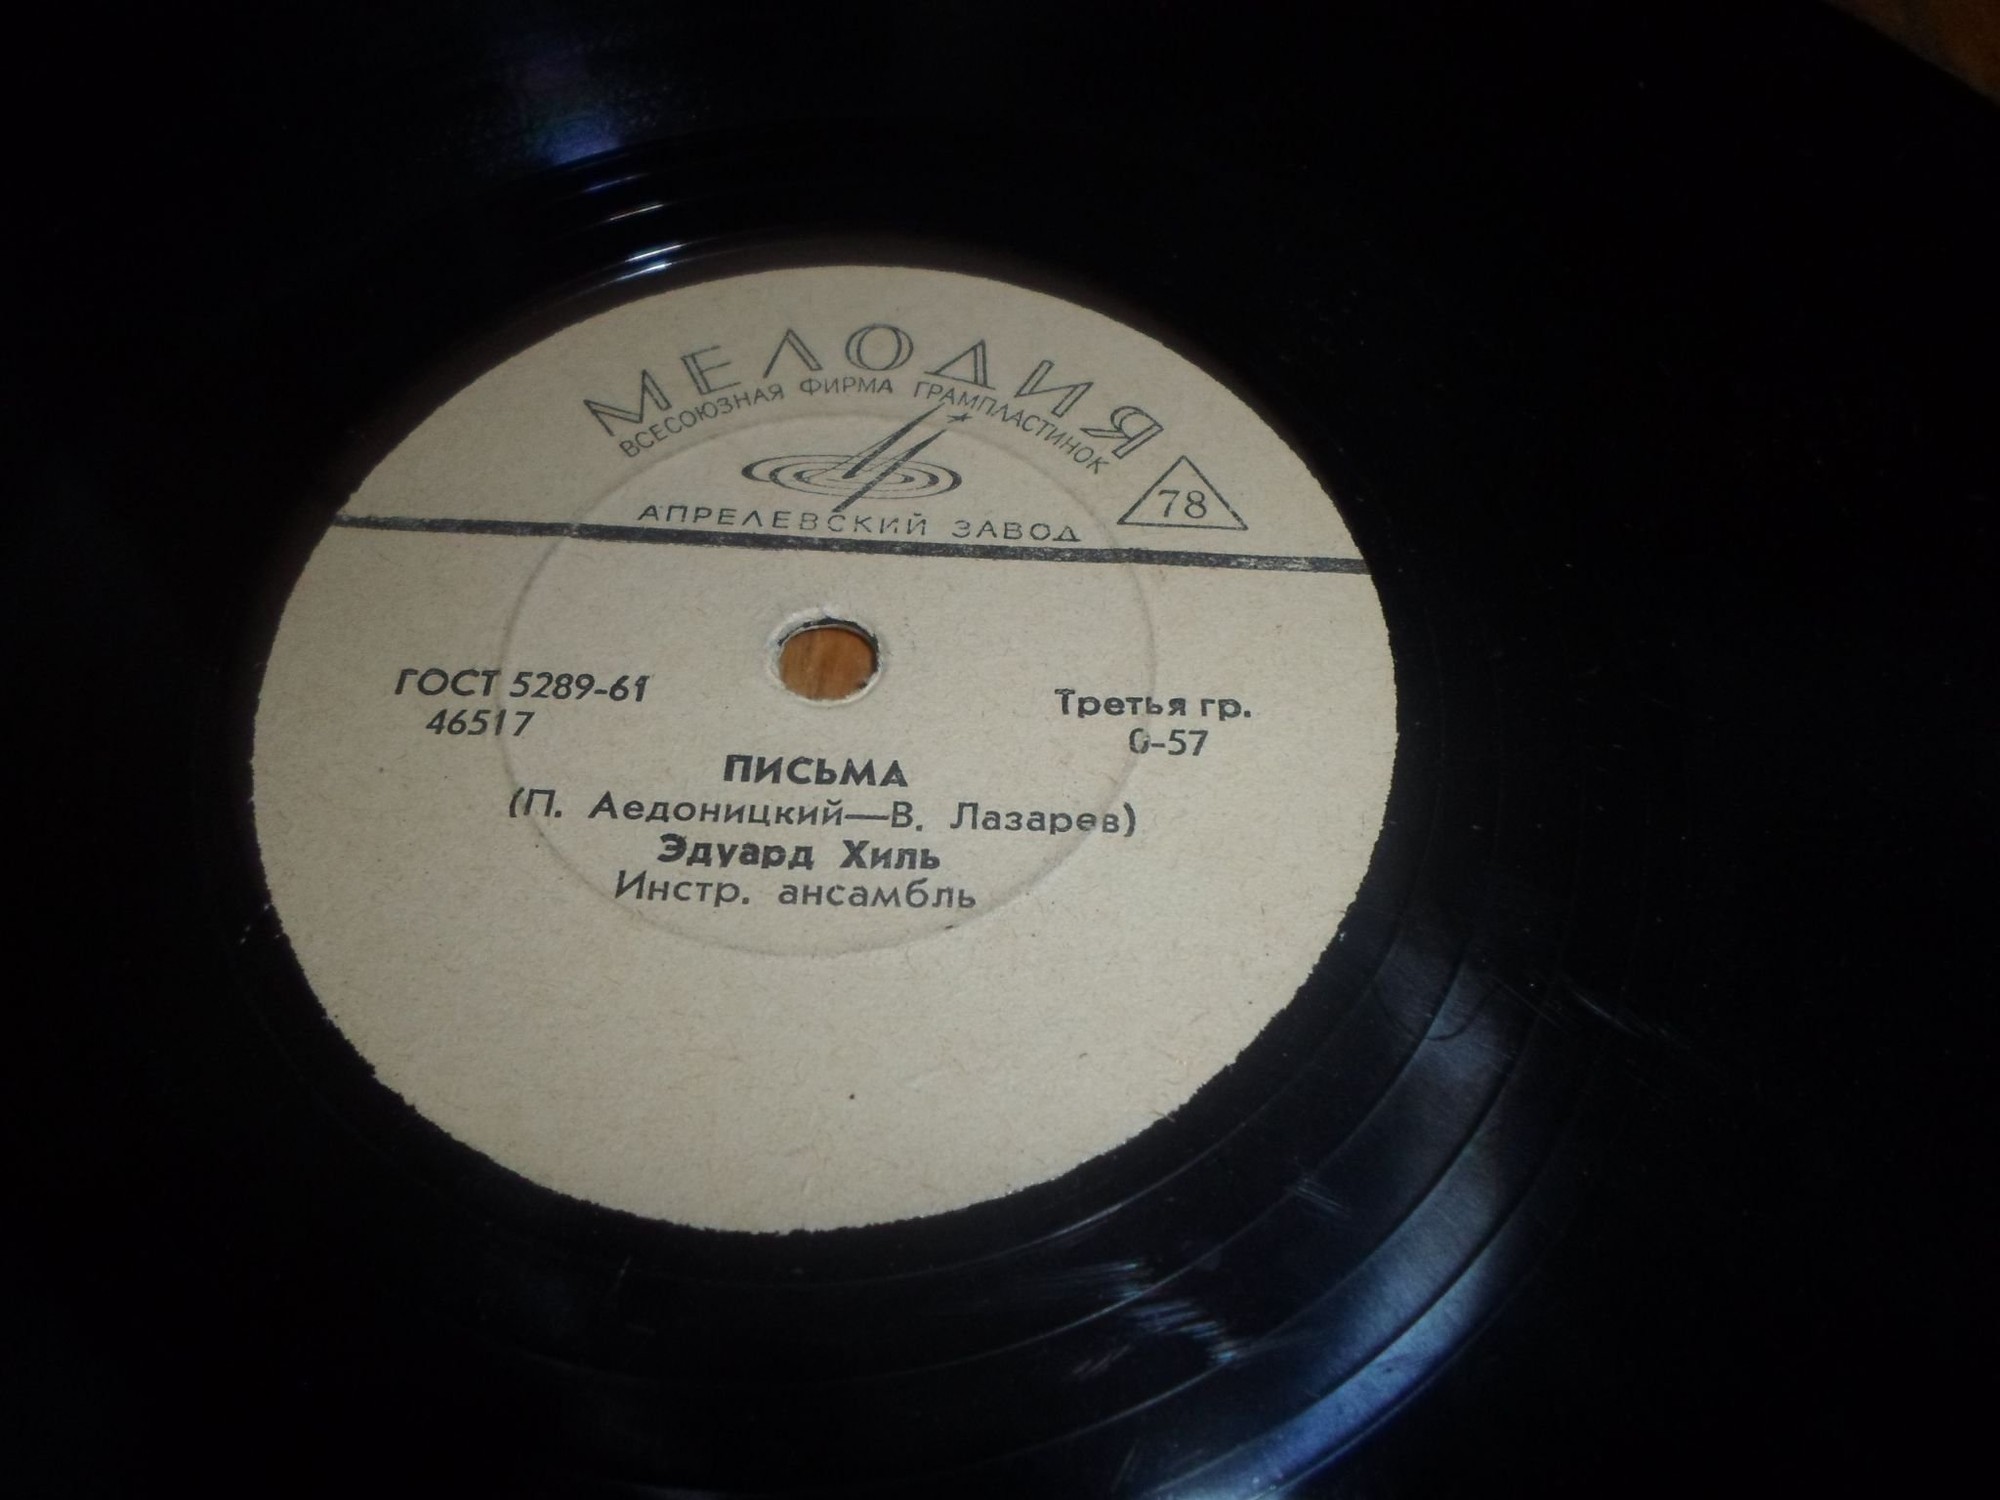 МЕЛОДИЯ
ВСЕСОЮЗНАЯ ФИРМА ГРАМПЛАСТИНОК
78
АПРЕЛЕВСКИЙ ЗАВОД
ГОСТ 5289-61
46517
Третья гр.
0-57
ПИСЬМА
(П. Аедоницкий—В. Лазарев)
Эдуард Хиль
Инстр. ансамбль